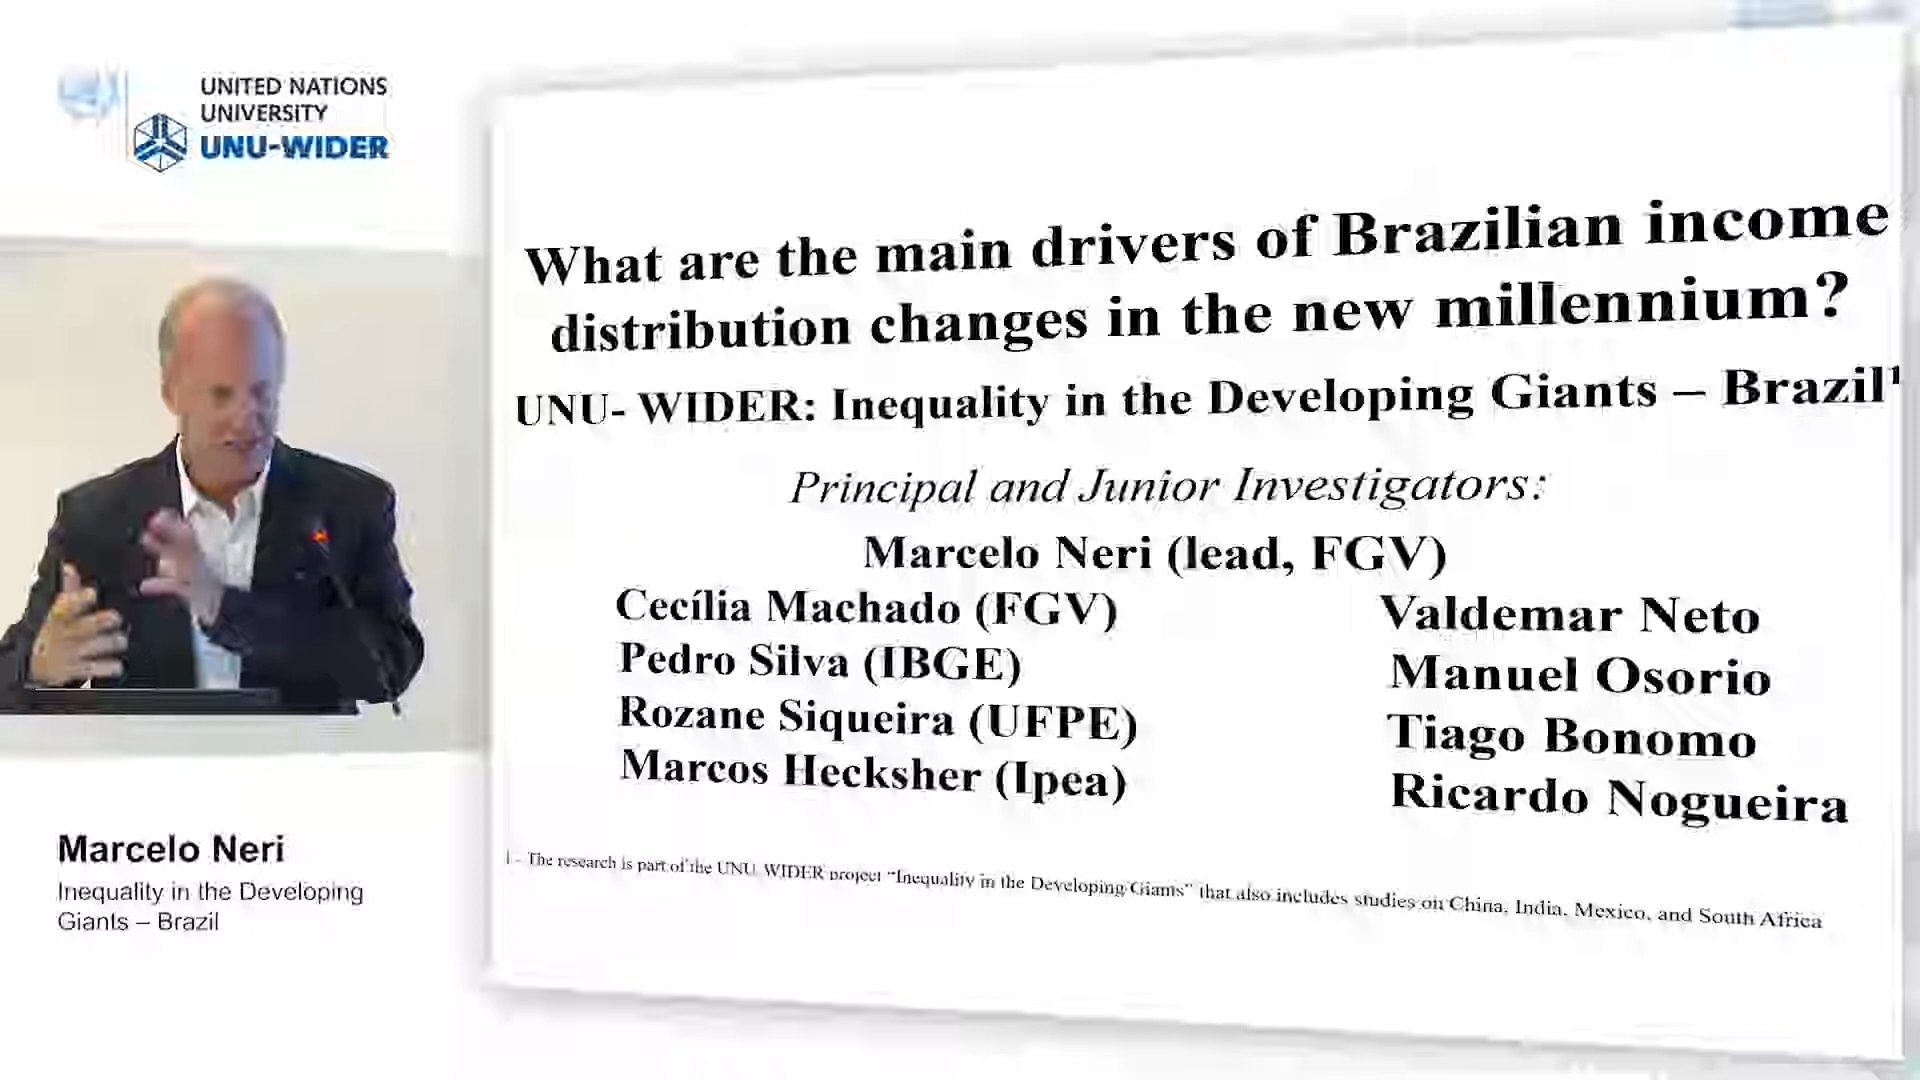 UNITED NATIONS
UNIVERSITY
UNU-WIDER
What are the main drivers of Brazilian income
distribution changes in the new millennium?
UNU- WIDER: Inequality in the Developing Giants – Brazil¹
Principal and Junior Investigators:
Marcelo Neri (lead, FGV)
Cecília Machado (FGV)
Pedro Silva (IBGE)
Rozane Siqueira (UFPE)
Marcos Hecksher (Ipea)
Valdemar Neto
Manuel Osorio
Tiago Bonomo
Ricardo Nogueira
1 - The research is part of the UNU WIDER project “Inequality in the Developing Giants” that also includes studies on China, India, Mexico, and South Africa
Marcelo Neri
Inequality in the Developing
Giants – Brazil